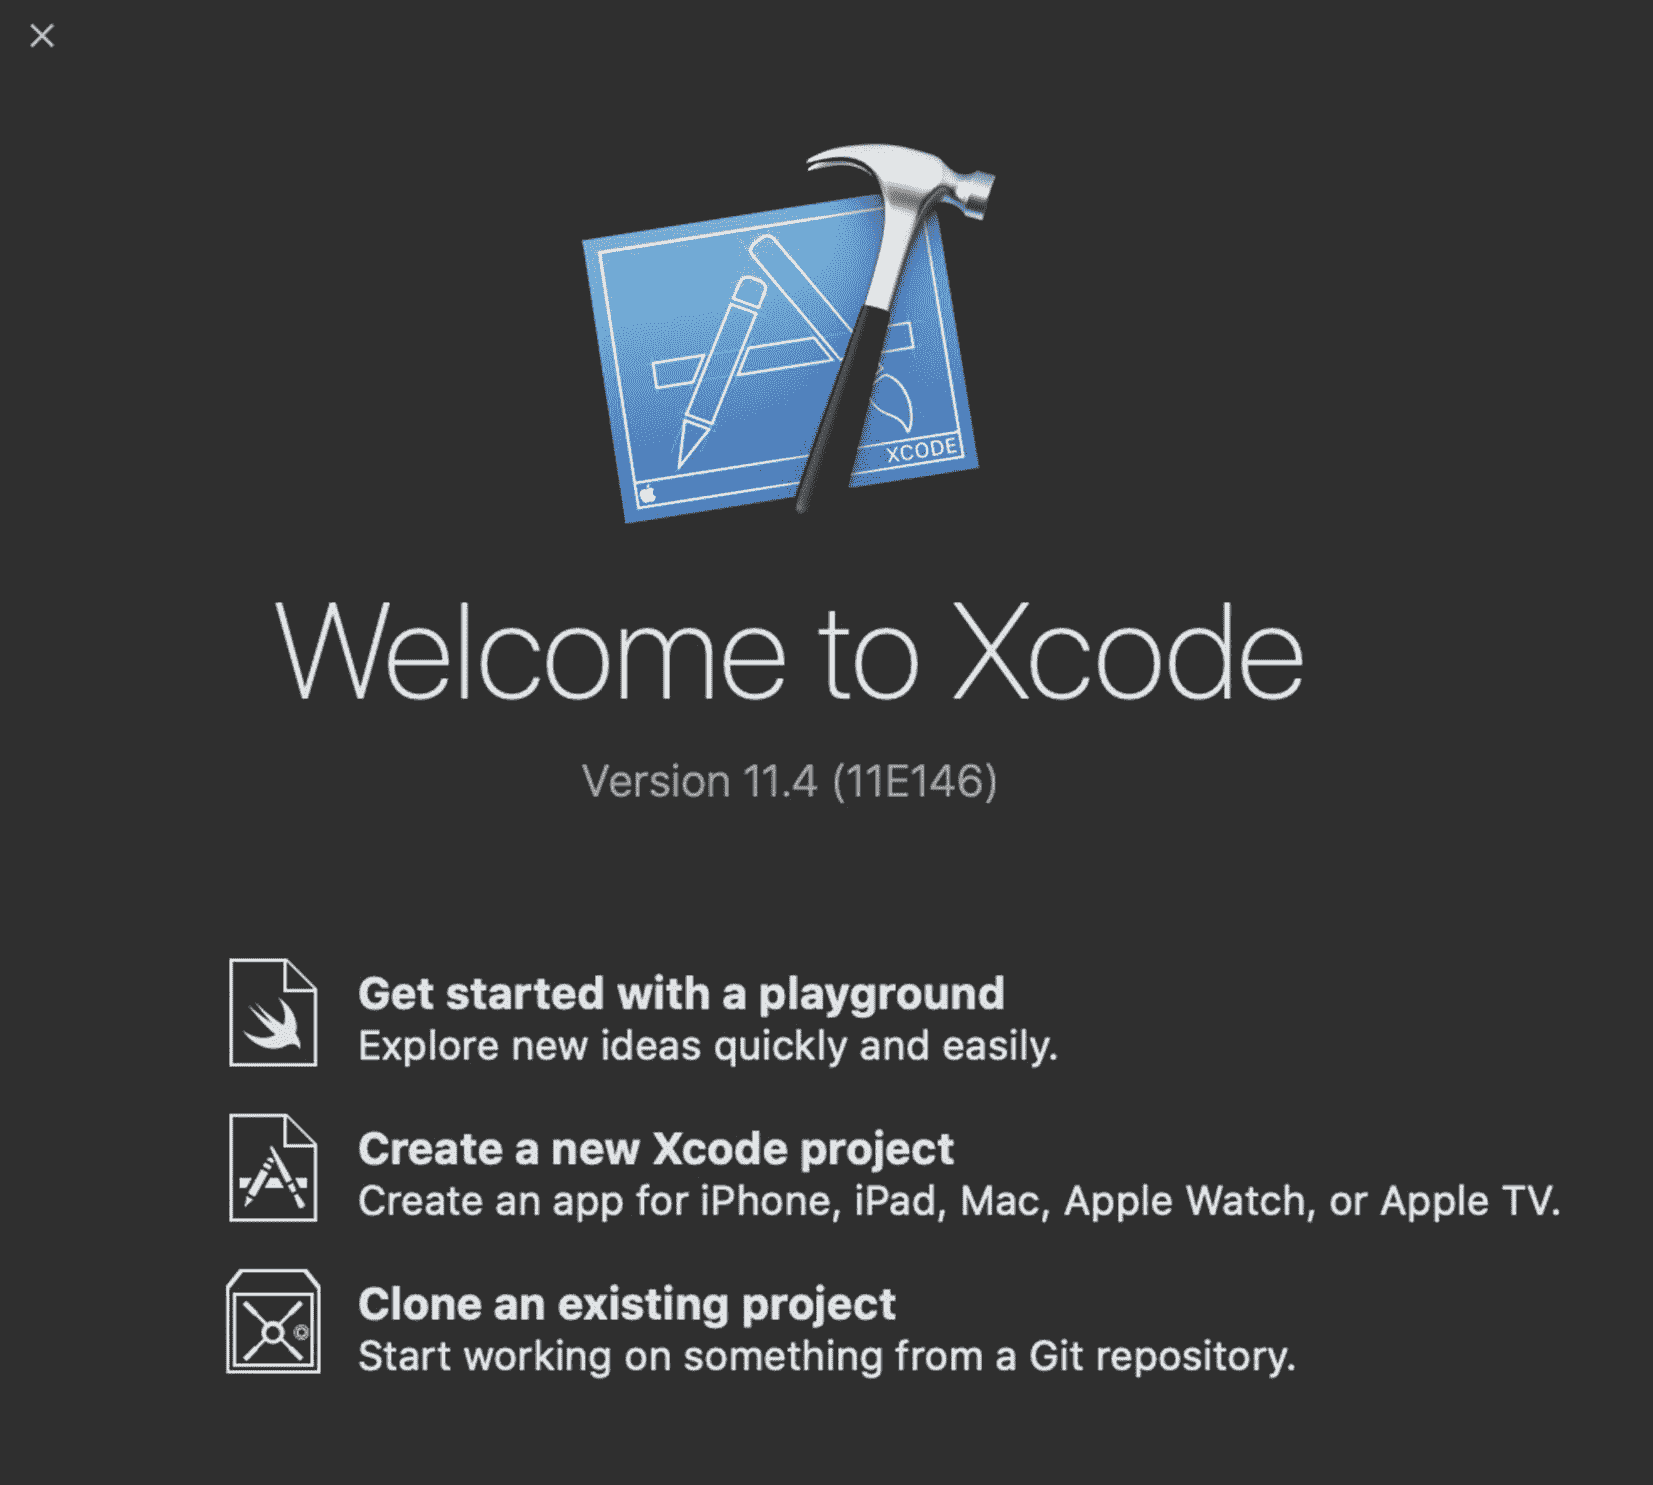 XCODE
Welcome to Xcode
Version 11.4 (11E146)
Get started with a playground
Explore new ideas quickly and easily.
Create a new Xcode project
Create an app for iPhone, iPad, Mac, Apple Watch, or Apple TV.
Clone an existing project
Start working on something from a Git repository.